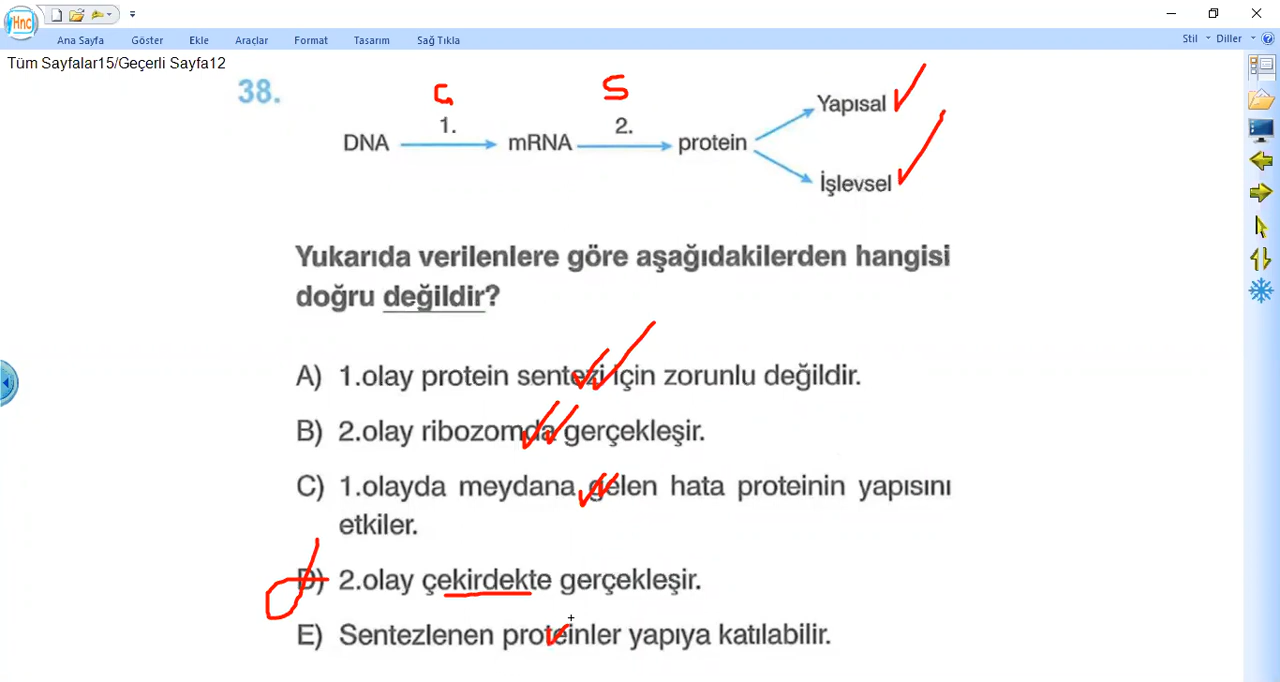 Hnc
Ana Sayfa Göster Ekle Araçlar Format Tasarım Sağ Tıkla Stil Diller
Tüm Sayfalar15/Geçerli Sayfa12
38.
Ç S
1. 2.
DNA mRNA protein
Yapısal
İşlevsel
Yukarıda verilenlere göre aşağıdakilerden hangisi
doğru değildir?
A) 1.olay protein sentezi için zorunlu değildir.
B) 2.olay ribozomda gerçekleşir.
C) 1.olayda meydana gelen hata proteinin yapısını
etkiler.
D) 2.olay çekirdekte gerçekleşir.
E) Sentezlenen proteinler yapıya katılabilir.